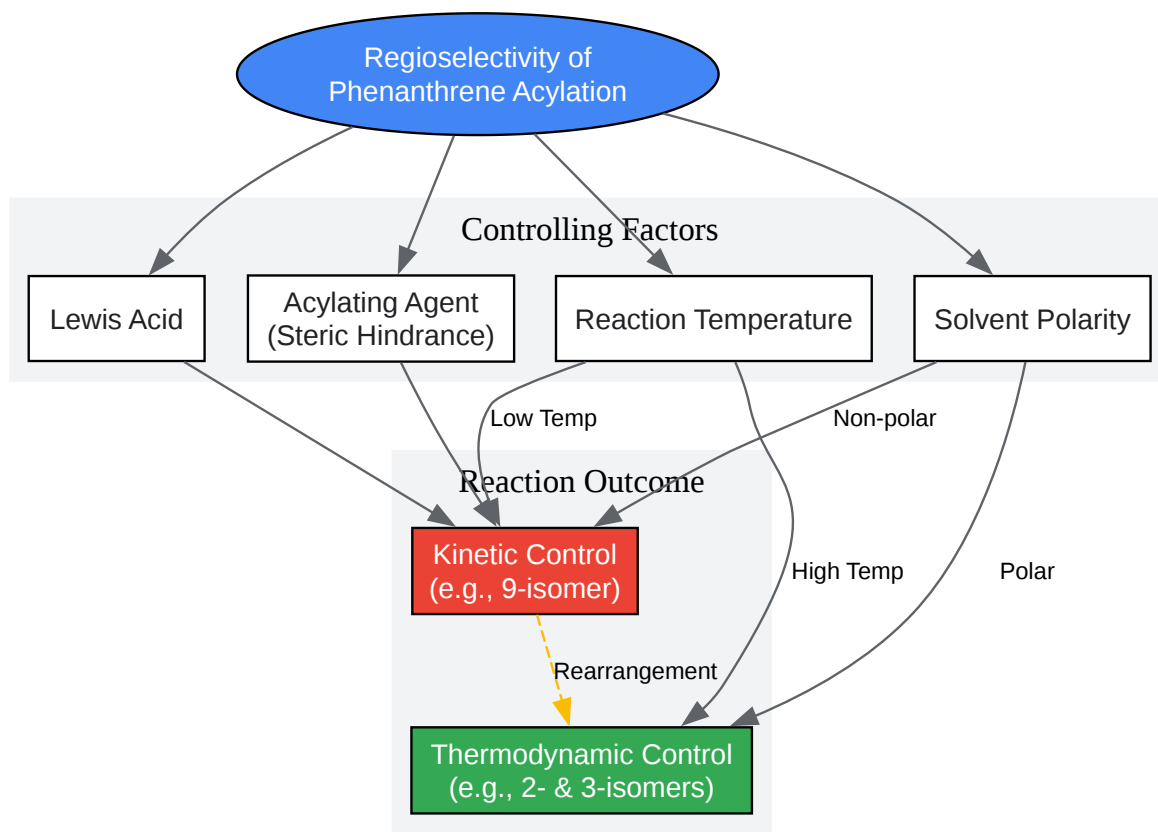 Regioselectivity of
Phenanthrene Acylation
Controlling Factors
Lewis Acid
Acylating Agent
(Steric Hindrance)
Reaction Temperature
Solvent Polarity
Low Temp
Non-polar
Reaction Outcome
Kinetic Control
(e.g., 9-isomer)
High Temp
Polar
Rearrangement
Thermodynamic Control
(e.g., 2- & 3-isomers)